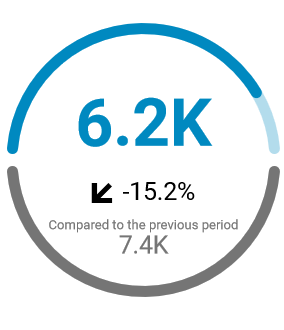 6.2K
-15.2%
Compared to the previous period
7.4K